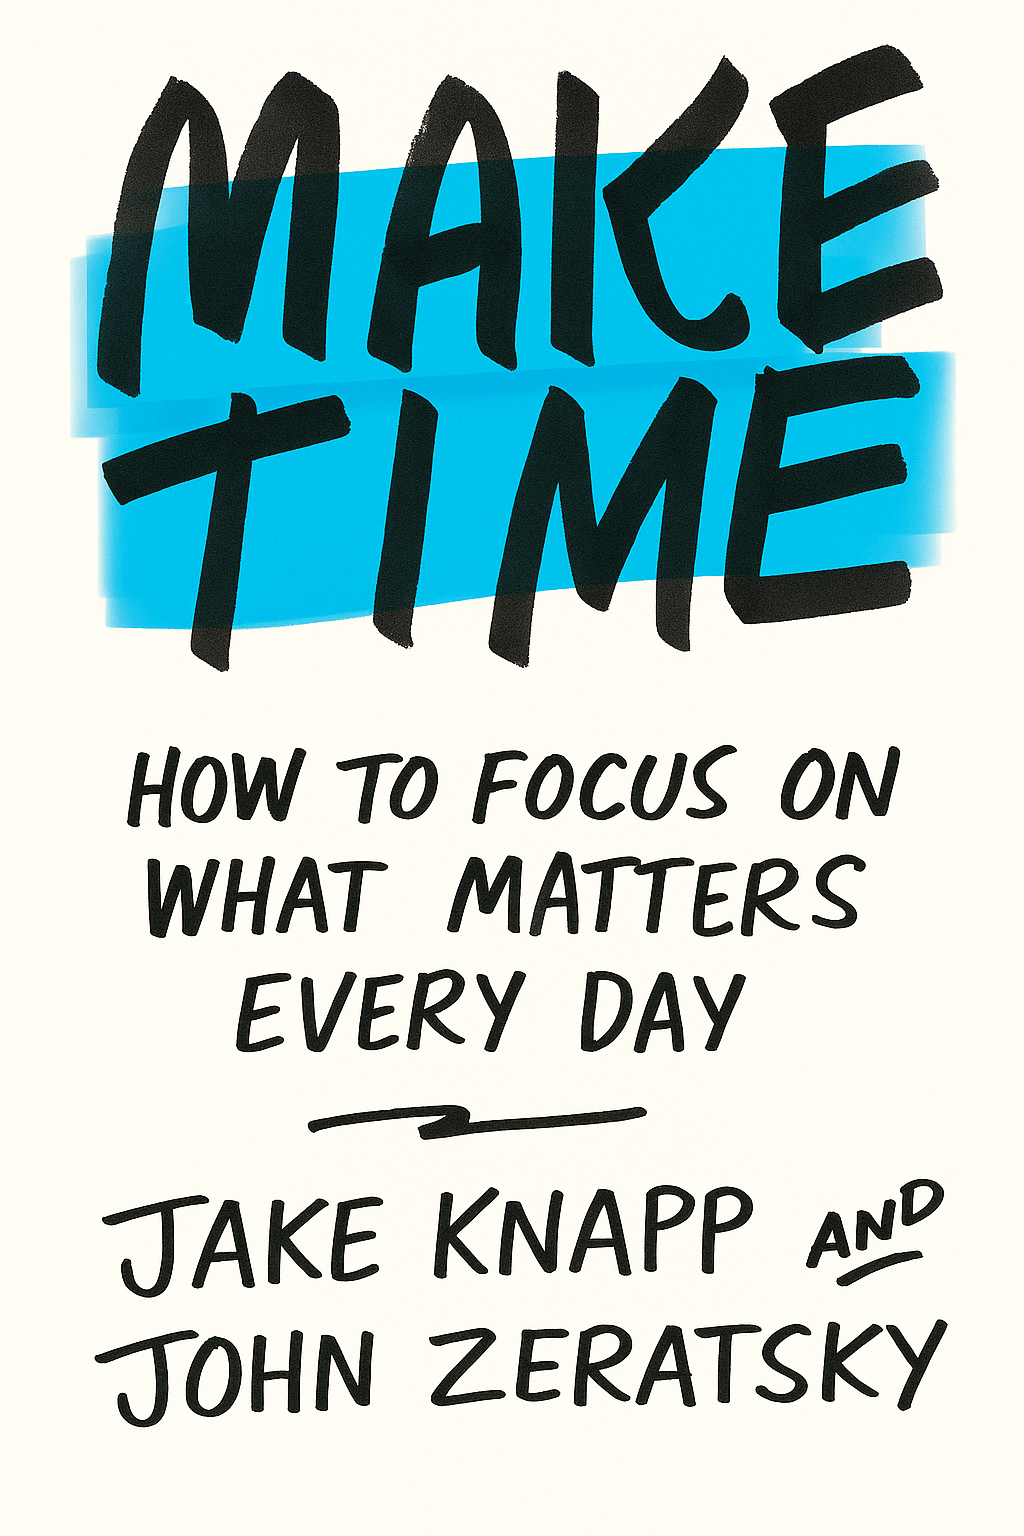 MAKE
TIME
HOW TO FOCUS ON
WHAT MATTERS
EVERY DAY
JAKE KNAPP AND
JOHN ZERATSKY